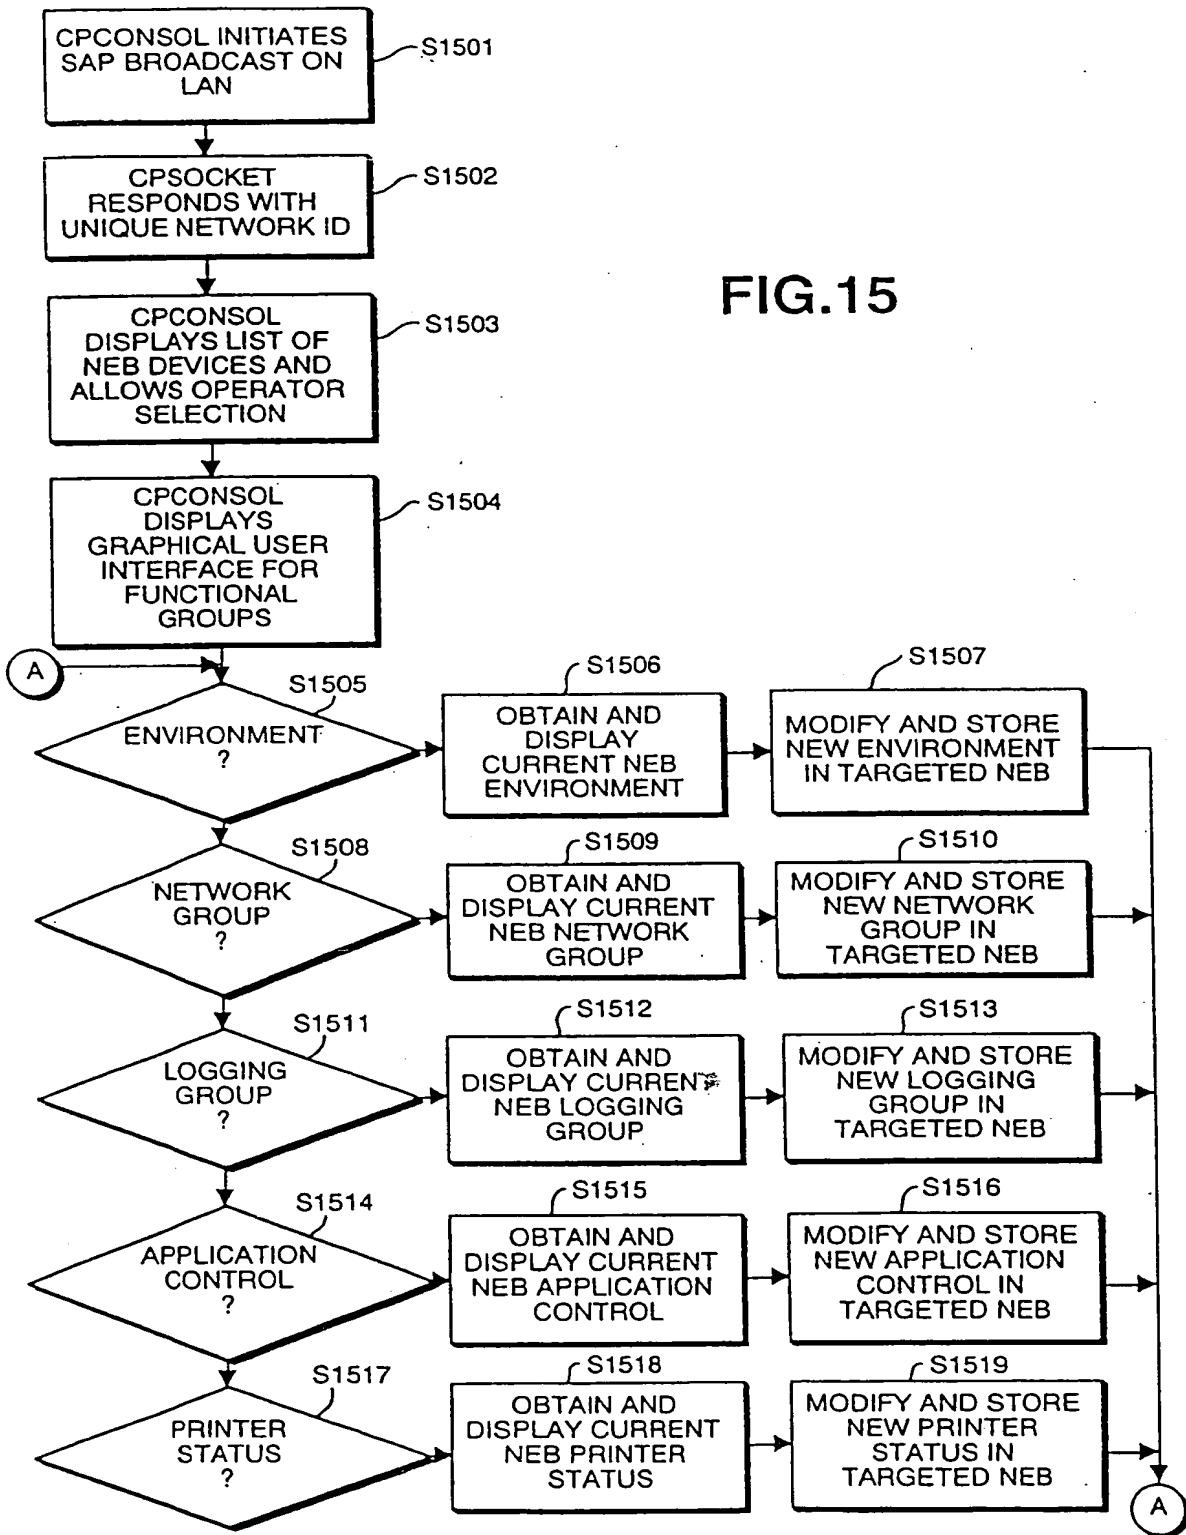 CPCONSOL INITIATES
SAP BROADCAST ON
LAN
S1501
CPSOCKET
RESPONDS WITH
UNIQUE NETWORK ID
S1502
FIG.15
CPCONSOL
DISPLAYS LIST OF
NEB DEVICES AND
ALLOWS OPERATOR
SELECTION
S1503
CPCONSOL
DISPLAYS
GRAPHICAL USER
INTERFACE FOR
FUNCTIONAL
GROUPS
S1504
A
ENVIRONMENT
?
S1505
OBTAIN AND
DISPLAY
CURRENT NEB
ENVIRONMENT
S1506
MODIFY AND STORE
NEW ENVIRONMENT
IN TARGETED NEB
S1507
NETWORK
GROUP
?
S1508
OBTAIN AND
DISPLAY CURRENT
NEB NETWORK
GROUP
S1509
MODIFY AND STORE
NEW NETWORK
GROUP IN
TARGETED NEB
S1510
LOGGING
GROUP
?
S1511
OBTAIN AND
DISPLAY CURRENT
NEB LOGGING
GROUP
S1512
MODIFY AND STORE
NEW LOGGING
GROUP IN
TARGETED NEB
S1513
APPLICATION
CONTROL
?
S1514
OBTAIN AND
DISPLAY CURRENT
NEB APPLICATION
CONTROL
S1515
MODIFY AND STORE
NEW APPLICATION
CONTROL IN
TARGETED NEB
S1516
PRINTER
STATUS
?
S1517
OBTAIN AND
DISPLAY CURRENT
NEB PRINTER
STATUS
S1518
MODIFY AND STORE
NEW PRINTER
STATUS IN
TARGETED NEB
S1519
A